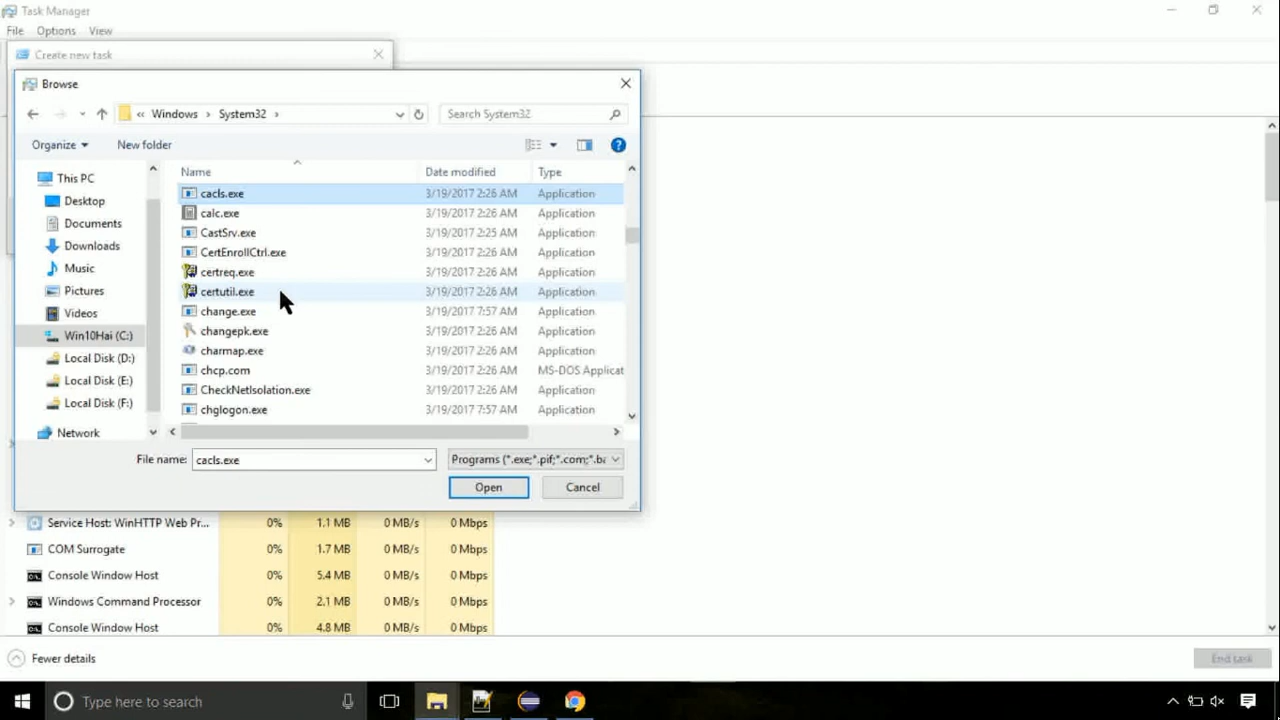 Task Manager
File Options View
Create new task
Browse
« Windows › System32 ›
Search System32
Organize
New folder
Name Date modified Type
This PC
Desktop
Documents
Downloads
Music
Pictures
Videos
Win10Hai (C:)
Local Disk (D:)
Local Disk (E:)
Local Disk (F:)
Network
cacls.exe 3/19/2017 2:26 AM Application
calc.exe 3/19/2017 2:26 AM Application
CastSrv.exe 3/19/2017 2:25 AM Application
CertEnrollCtrl.exe 3/19/2017 2:26 AM Application
certreq.exe 3/19/2017 2:26 AM Application
certutil.exe 3/19/2017 2:26 AM Application
change.exe 3/19/2017 7:57 AM Application
changepk.exe 3/19/2017 2:26 AM Application
charmap.exe 3/19/2017 2:26 AM Application
chcp.com 3/19/2017 2:26 AM MS-DOS Applicat
CheckNetIsolation.exe 3/19/2017 2:26 AM Application
chglogon.exe 3/19/2017 7:57 AM Application
File name: cacls.exe
Programs (*.exe;*.pif;*.com;*.ba
Open
Cancel
Service Host: WinHTTP Web Pr... 0% 1.1 MB 0 MB/s 0 Mbps
COM Surrogate 0% 1.7 MB 0 MB/s 0 Mbps
Console Window Host 0% 5.4 MB 0 MB/s 0 Mbps
Windows Command Processor 0% 2.1 MB 0 MB/s 0 Mbps
Console Window Host 0% 4.8 MB 0 MB/s 0 Mbps
Fewer details
End task
Type here to search